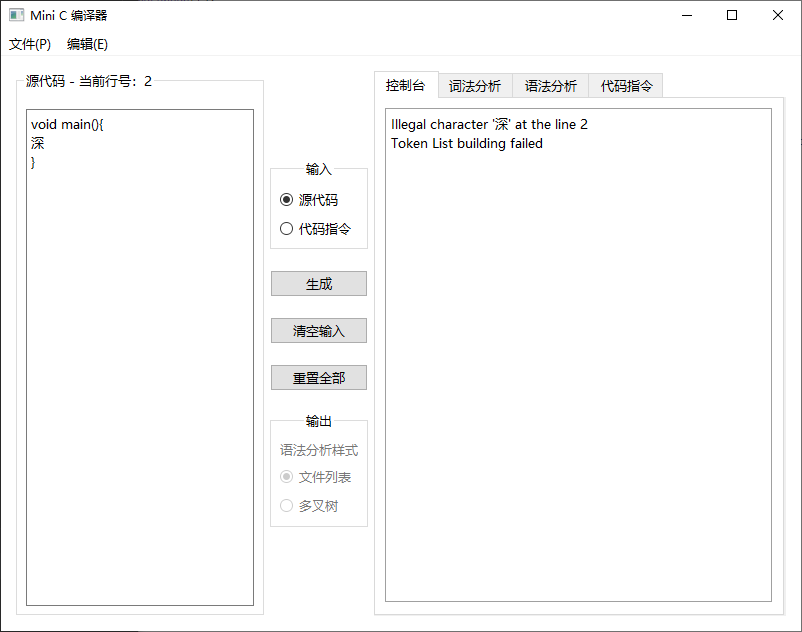 Mini C 编译器
文件(P) 编辑(E)
源代码 - 当前行号：2
void main(){
深
}
输入
源代码
代码指令
生成
清空输入
重置全部
输出
语法分析样式
文件列表
多叉树
控制台 词法分析 语法分析 代码指令
Illegal character '深' at the line 2
Token List building failed